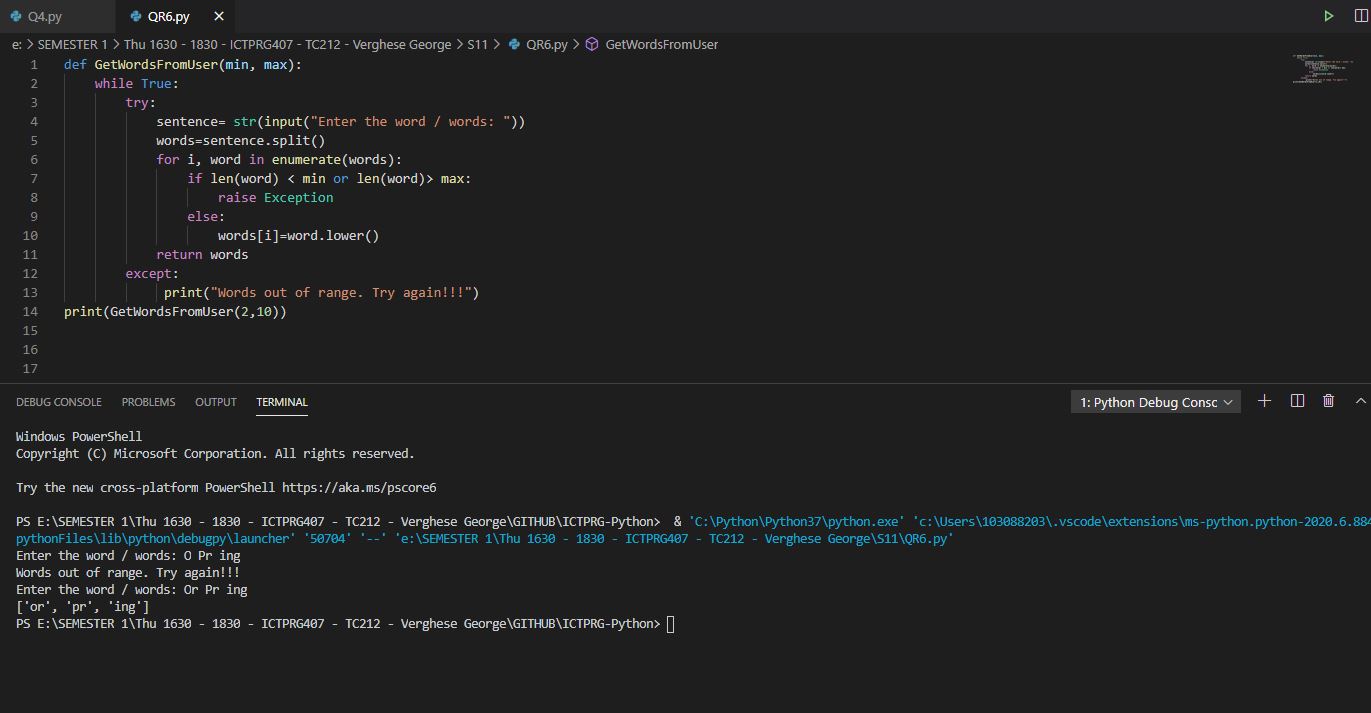 Q4.py QR6.py
e: > SEMESTER 1 > Thu 1630 - 1830 - ICTPRG407 - TC212 - Verghese George > S11 > QR6.py > GetWordsFromUser
1 def GetWordsFromUser(min, max):
2 while True:
3 try:
4 sentence= str(input("Enter the word / words: "))
5 words=sentence.split()
6 for i, word in enumerate(words):
7 if len(word) < min or len(word)> max:
8 raise Exception
9 else:
10 words[i]=word.lower()
11 return words
12 except:
13 print("Words out of range. Try again!!!")
14 print(GetWordsFromUser(2,10))
15
16
17
DEBUG CONSOLE PROBLEMS OUTPUT TERMINAL 1: Python Debug Consc
Windows PowerShell
Copyright (C) Microsoft Corporation. All rights reserved.
Try the new cross-platform PowerShell https://aka.ms/pscore6
PS E:\SEMESTER 1\Thu 1630 - 1830 - ICTPRG407 - TC212 - Verghese George\GITHUB\ICTPRG-Python> & 'C:\Python\Python37\python.exe' 'c:\Users\103088203\.vscode\extensions\ms-python.python-2020.6.884
pythonFiles\lib\python\debugpy\launcher' '50704' '--' 'e:\SEMESTER 1\Thu 1630 - 1830 - ICTPRG407 - TC212 - Verghese George\S11\QR6.py'
Enter the word / words: O Pr ing
Words out of range. Try again!!!
Enter the word / words: Or Pr ing
['or', 'pr', 'ing']
PS E:\SEMESTER 1\Thu 1630 - 1830 - ICTPRG407 - TC212 - Verghese George\GITHUB\ICTPRG-Python>